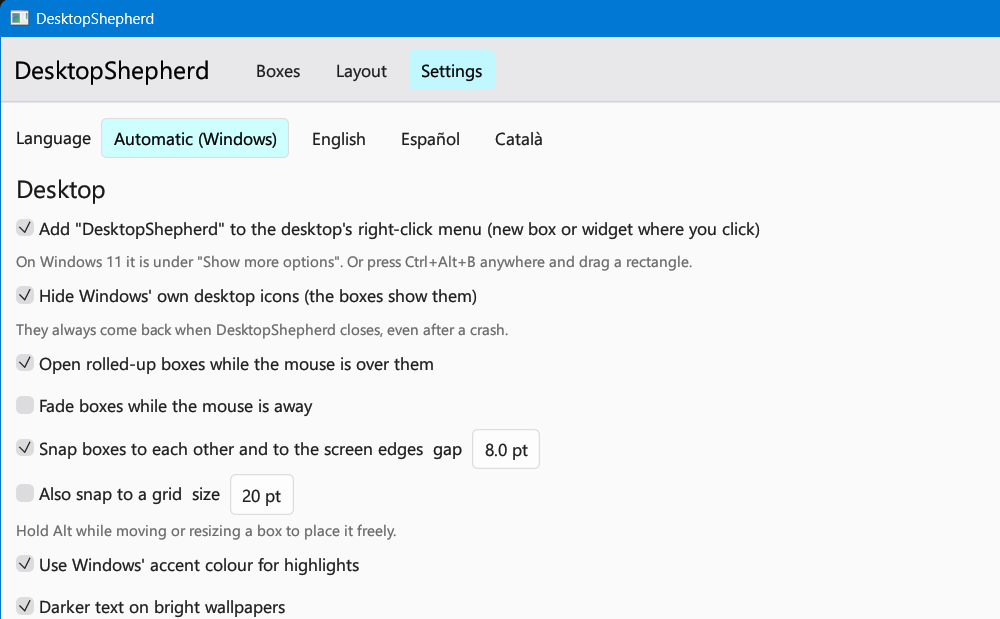 DesktopShepherd
DesktopShepherd Boxes Layout Settings
Language Automatic (Windows) English Español Català
Desktop
Add "DesktopShepherd" to the desktop's right-click menu (new box or widget where you click)
On Windows 11 it is under "Show more options". Or press Ctrl+Alt+B anywhere and drag a rectangle.
Hide Windows' own desktop icons (the boxes show them)
They always come back when DesktopShepherd closes, even after a crash.
Open rolled-up boxes while the mouse is over them
Fade boxes while the mouse is away
Snap boxes to each other and to the screen edges gap 8.0 pt
Also snap to a grid size 20 pt
Hold Alt while moving or resizing a box to place it freely.
Use Windows' accent colour for highlights
Darker text on bright wallpapers